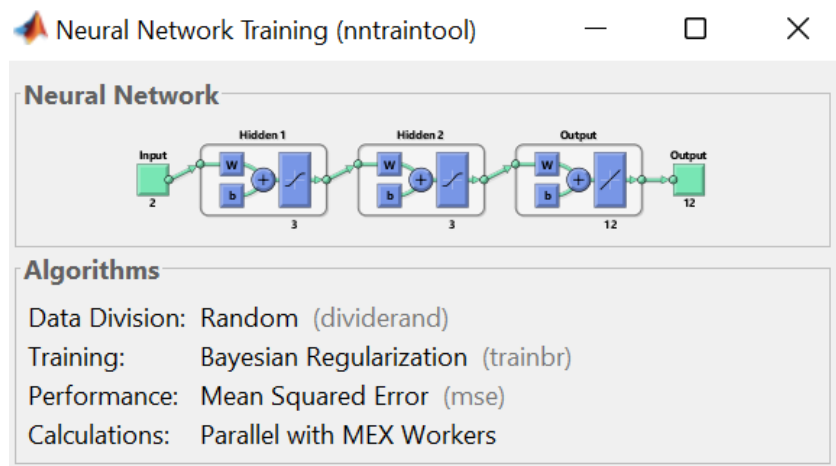 Neural Network Training (nntraintool)
Neural Network
Hidden 1
Hidden 2
Output
Input
W
b
+
W
b
+
W
b
+
Output
2
3
3
12
12
Algorithms
Data Division: Random (dividerand)
Training: Bayesian Regularization (trainbr)
Performance: Mean Squared Error (mse)
Calculations: Parallel with MEX Workers